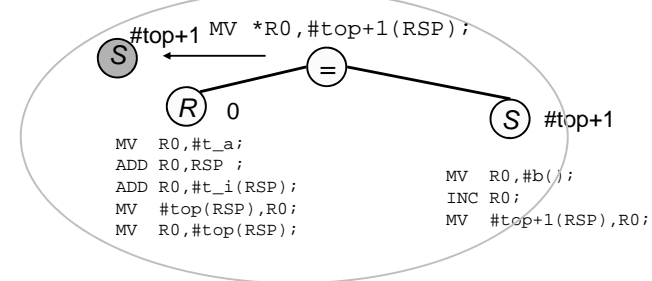 #top+1 MV *R0,#top+1(RSP);
S
=
R 0
S #top+1
MV R0,#t_a;
ADD R0,RSP ;
ADD R0,#t_i(RSP);
MV #top(RSP),R0;
MV R0,#top(RSP);
MV R0,#b();
INC R0;
MV #top+1(RSP),R0;